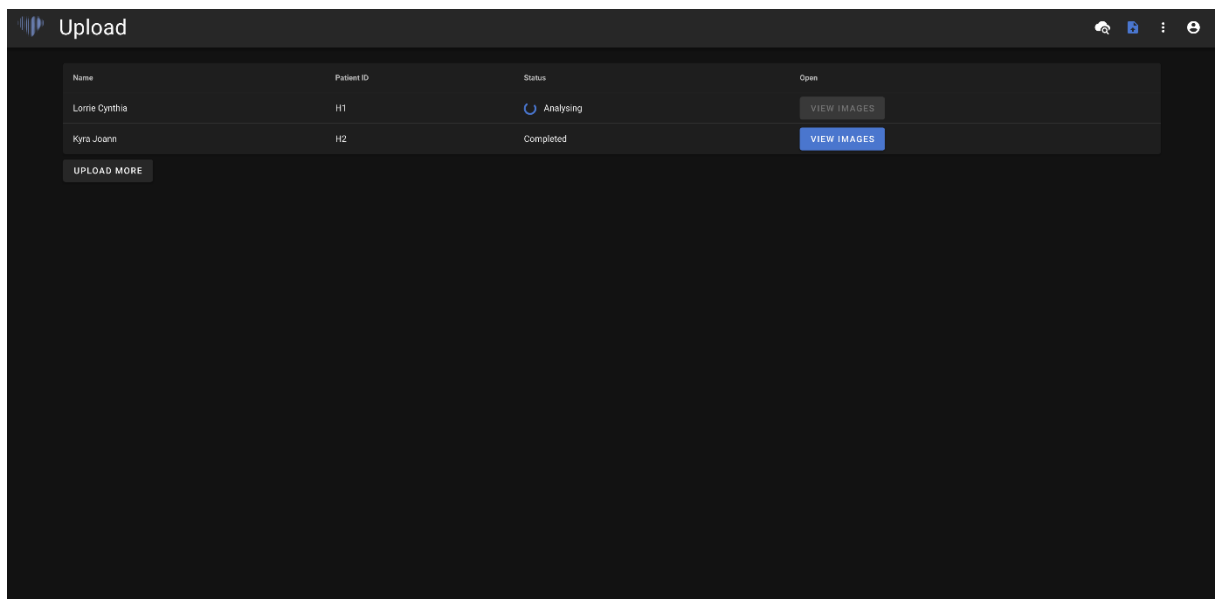 Upload
Name Patient ID Status Open
Lorrie Cynthia H1 Analysing VIEW IMAGES
Kyra Joann H2 Completed VIEW IMAGES
UPLOAD MORE